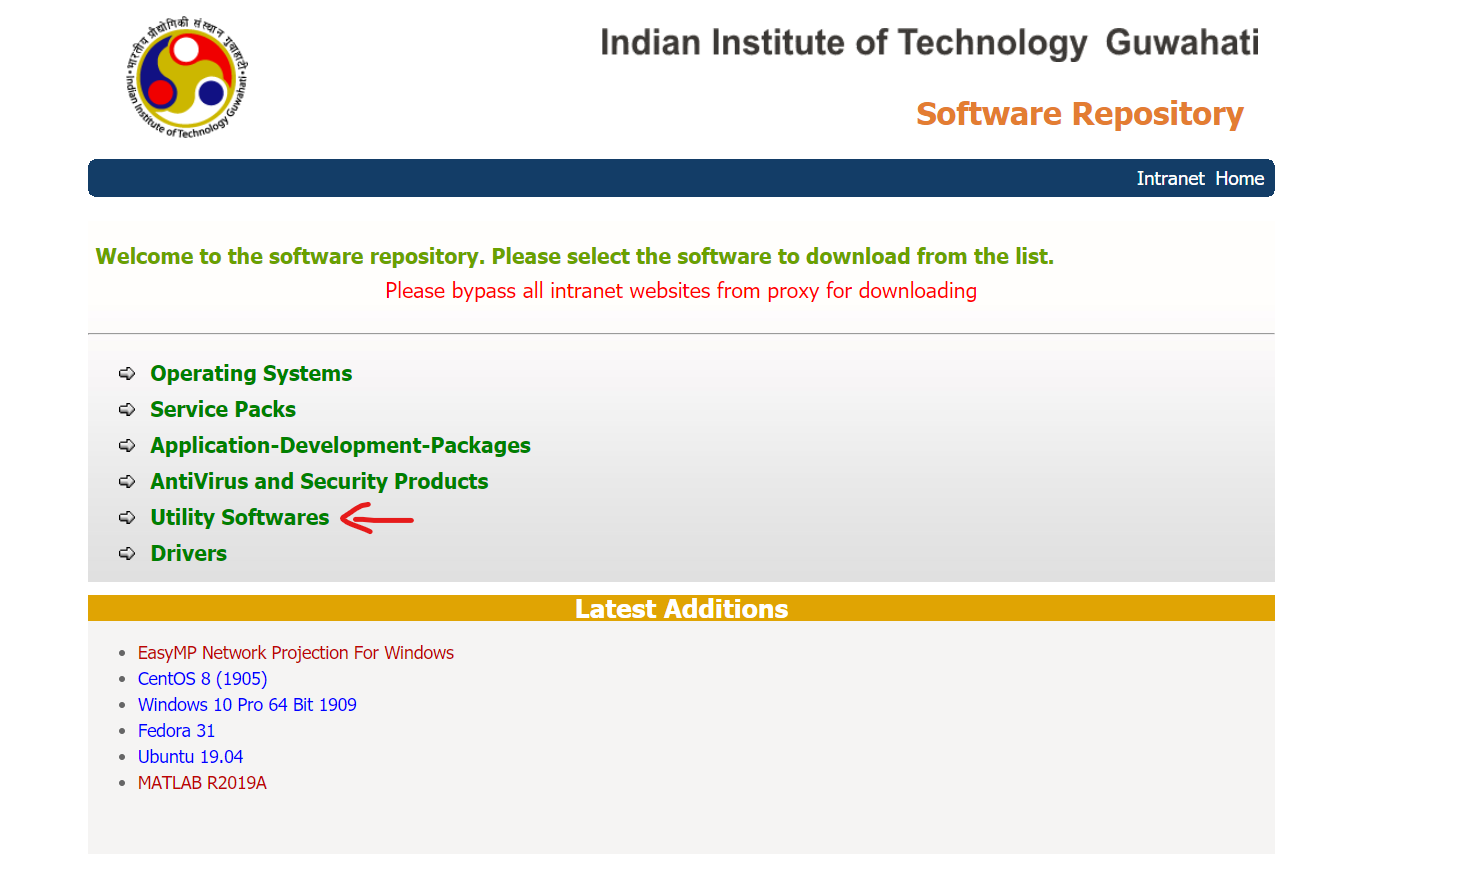 भारतीय प्रौद्योगिकी संस्थान गुवाहाटी
Indian Institute of Technology Guwahati
Indian Institute of Technology Guwahati
Software Repository
Intranet Home
Welcome to the software repository. Please select the software to download from the list.
Please bypass all intranet websites from proxy for downloading
Operating Systems
Service Packs
Application-Development-Packages
AntiVirus and Security Products
Utility Softwares
Drivers
Latest Additions
EasyMP Network Projection For Windows
CentOS 8 (1905)
Windows 10 Pro 64 Bit 1909
Fedora 31
Ubuntu 19.04
MATLAB R2019A